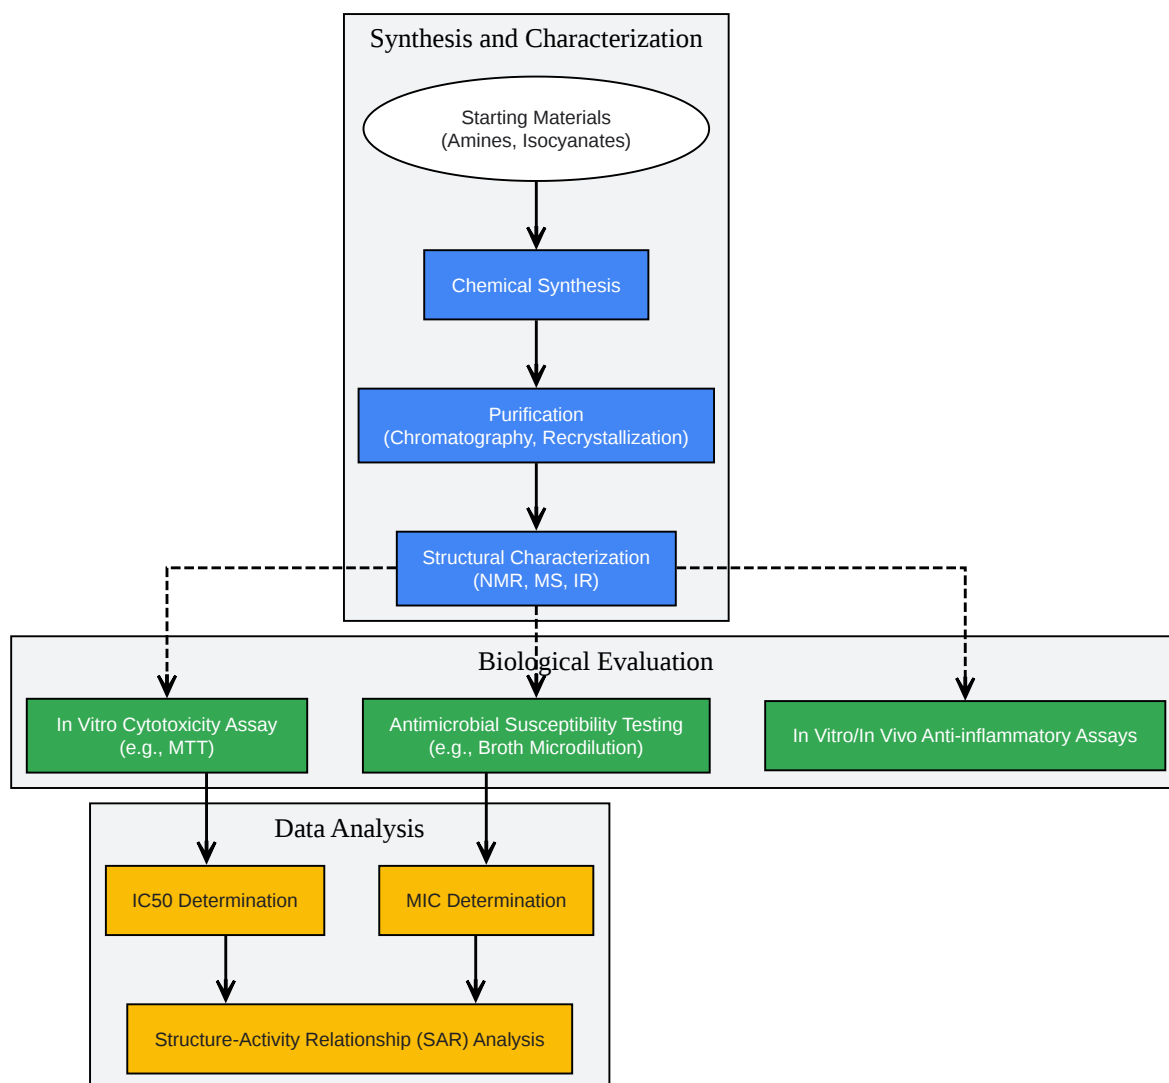 Synthesis and Characterization
Starting Materials
(Amines, Isocyanates)
Chemical Synthesis
Purification
(Chromatography, Recrystallization)
Structural Characterization
(NMR, MS, IR)
Biological Evaluation
In Vitro Cytotoxicity Assay
(e.g., MTT)
Antimicrobial Susceptibility Testing
(e.g., Broth Microdilution)
In Vitro/In Vivo Anti-inflammatory Assays
Data Analysis
IC50 Determination
MIC Determination
Structure-Activity Relationship (SAR) Analysis